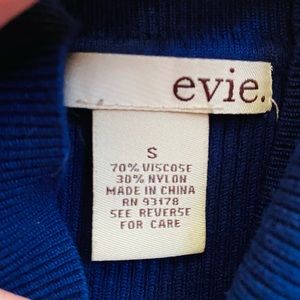 evie.
S
70% VISCOSE
30% NYLON
MADE IN CHINA
RN 93178
SEE REVERSE
FOR CARE